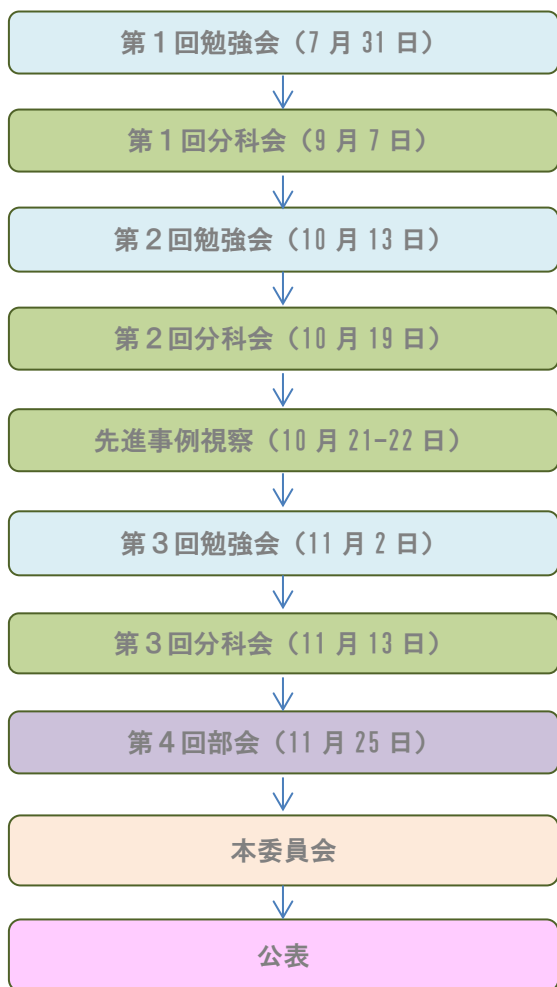 第１回勉強会（7 月 31 日）
第１回分科会（9 月 7 日）
第２回勉強会（10 月 13 日）
第２回分科会（10 月 19 日）
先進事例視察（10 月 21-22 日）
第３回勉強会（11 月 2 日）
第３回分科会（11 月 13 日）
第４回部会（11 月 25 日）
本委員会
公表